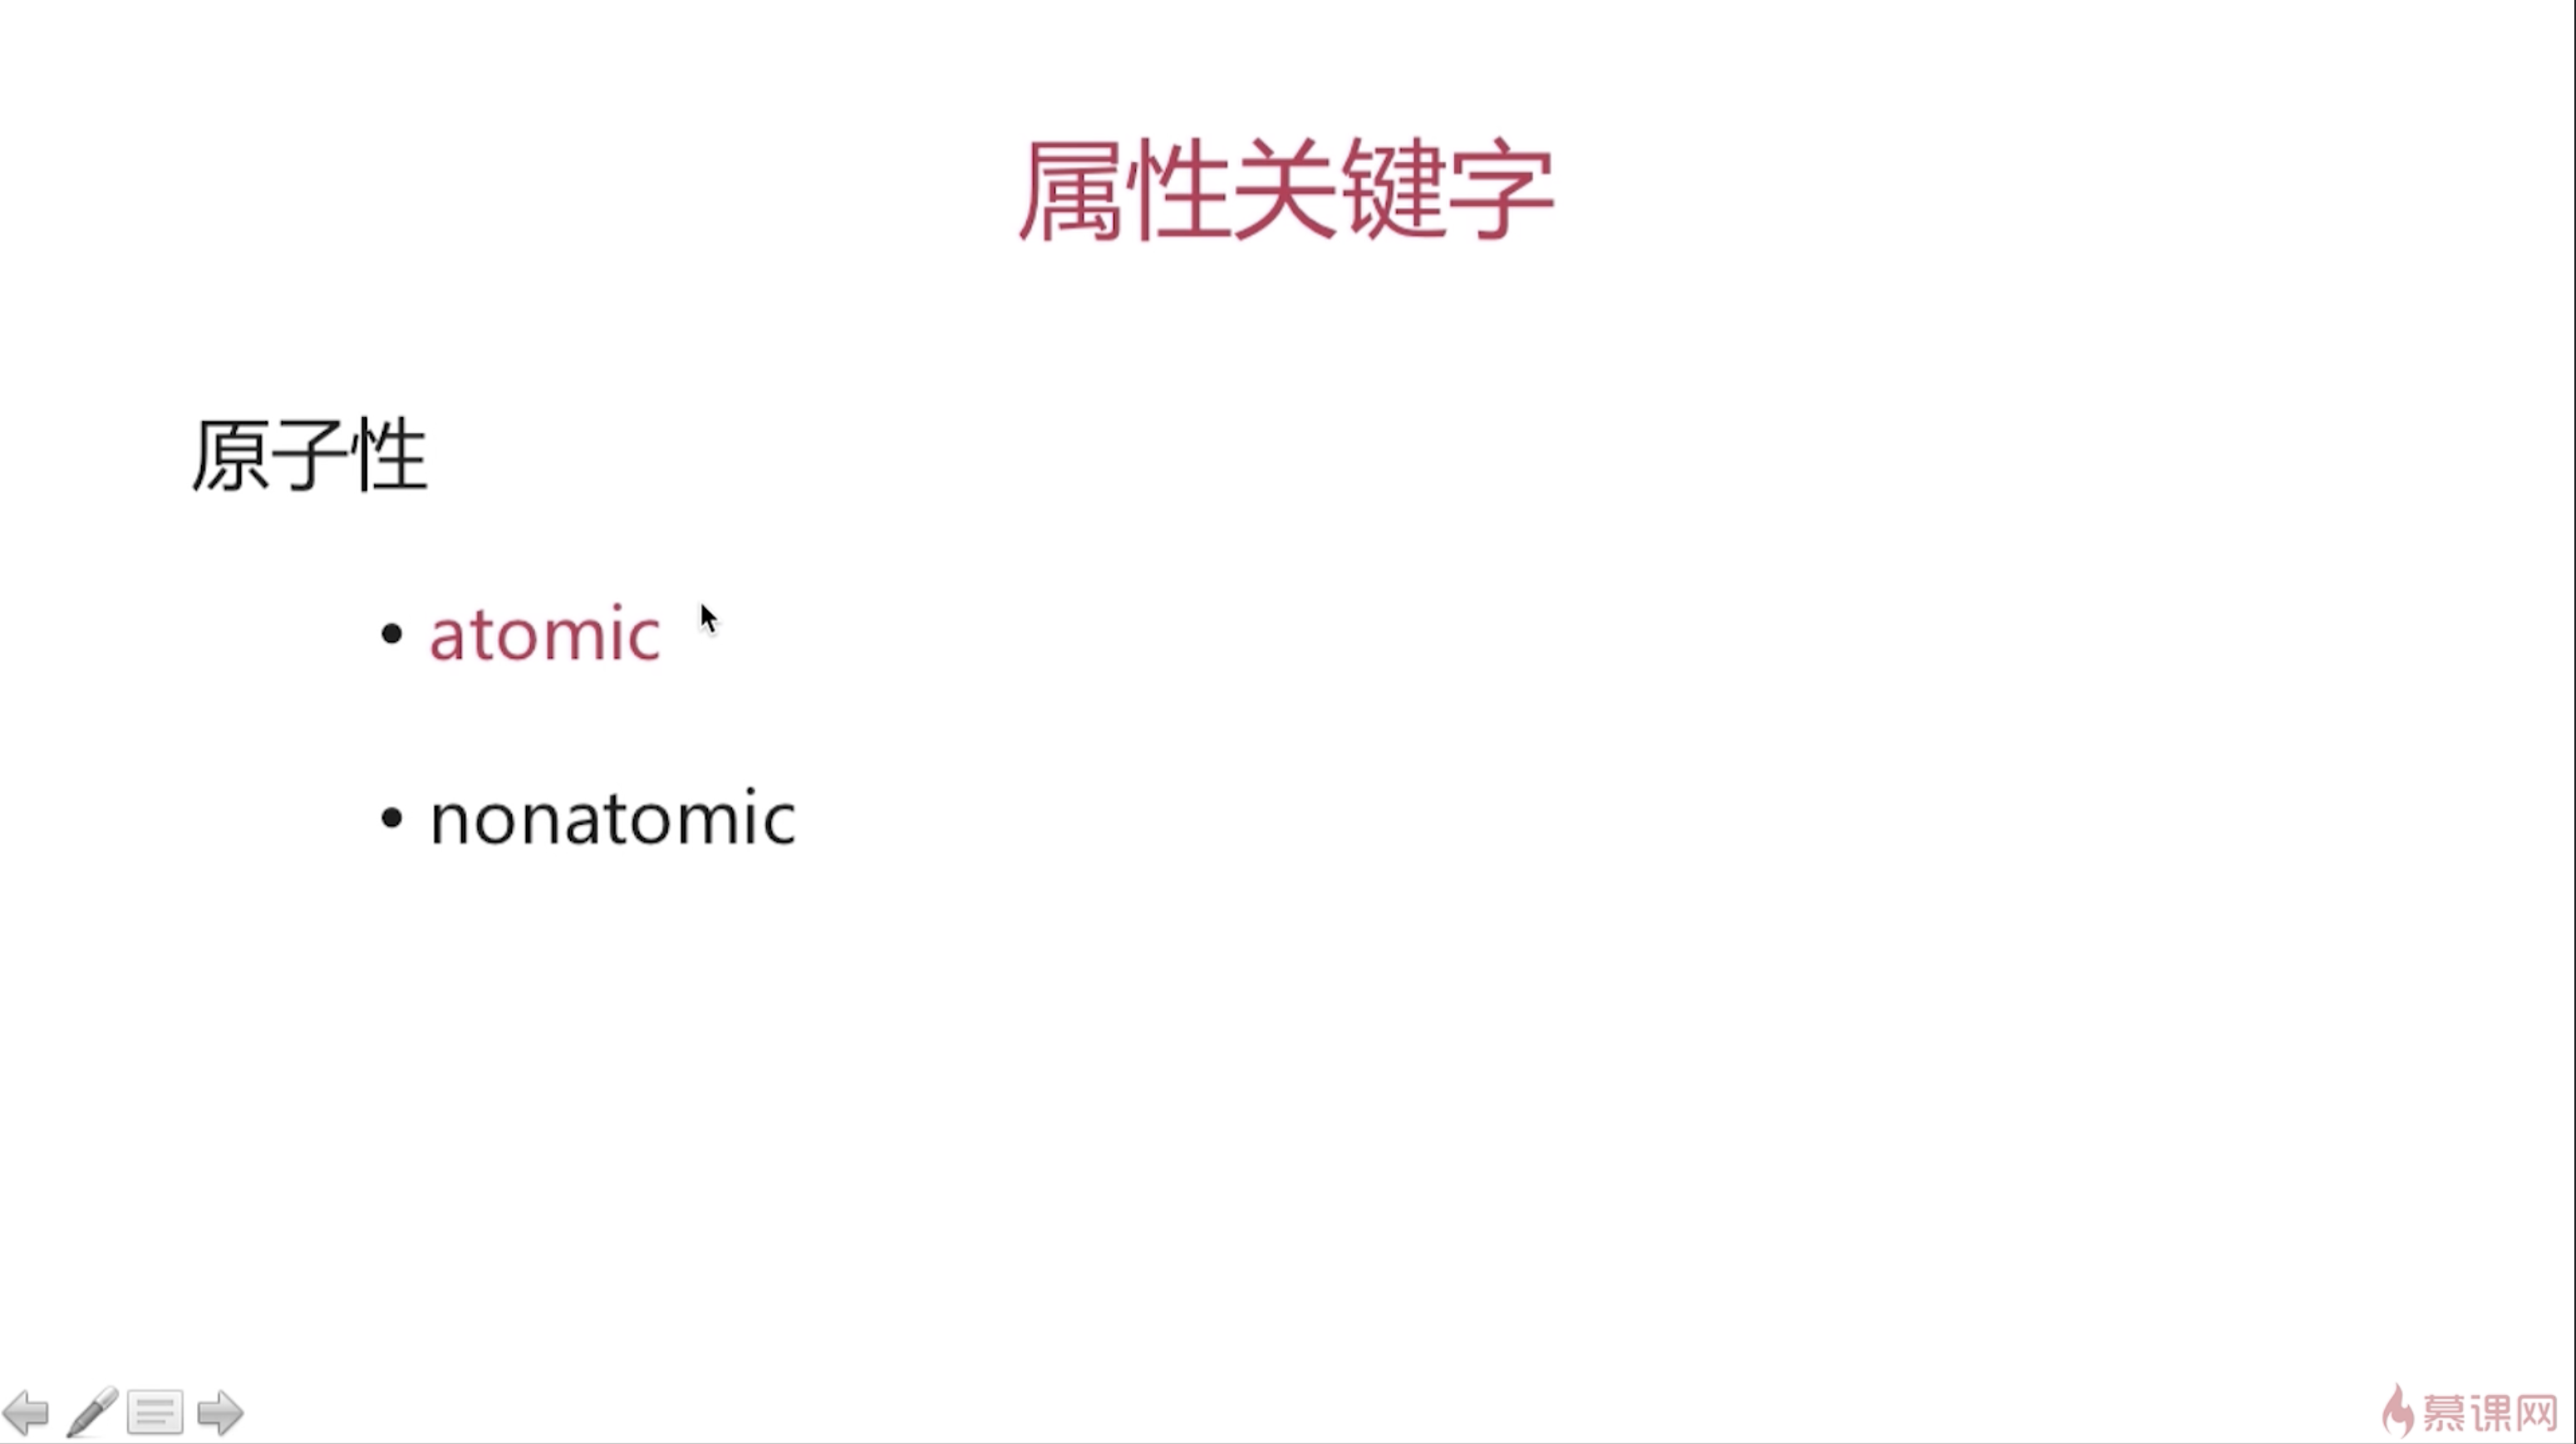 属性关键字
原子性
• atomic
• nonatomic
慕课网